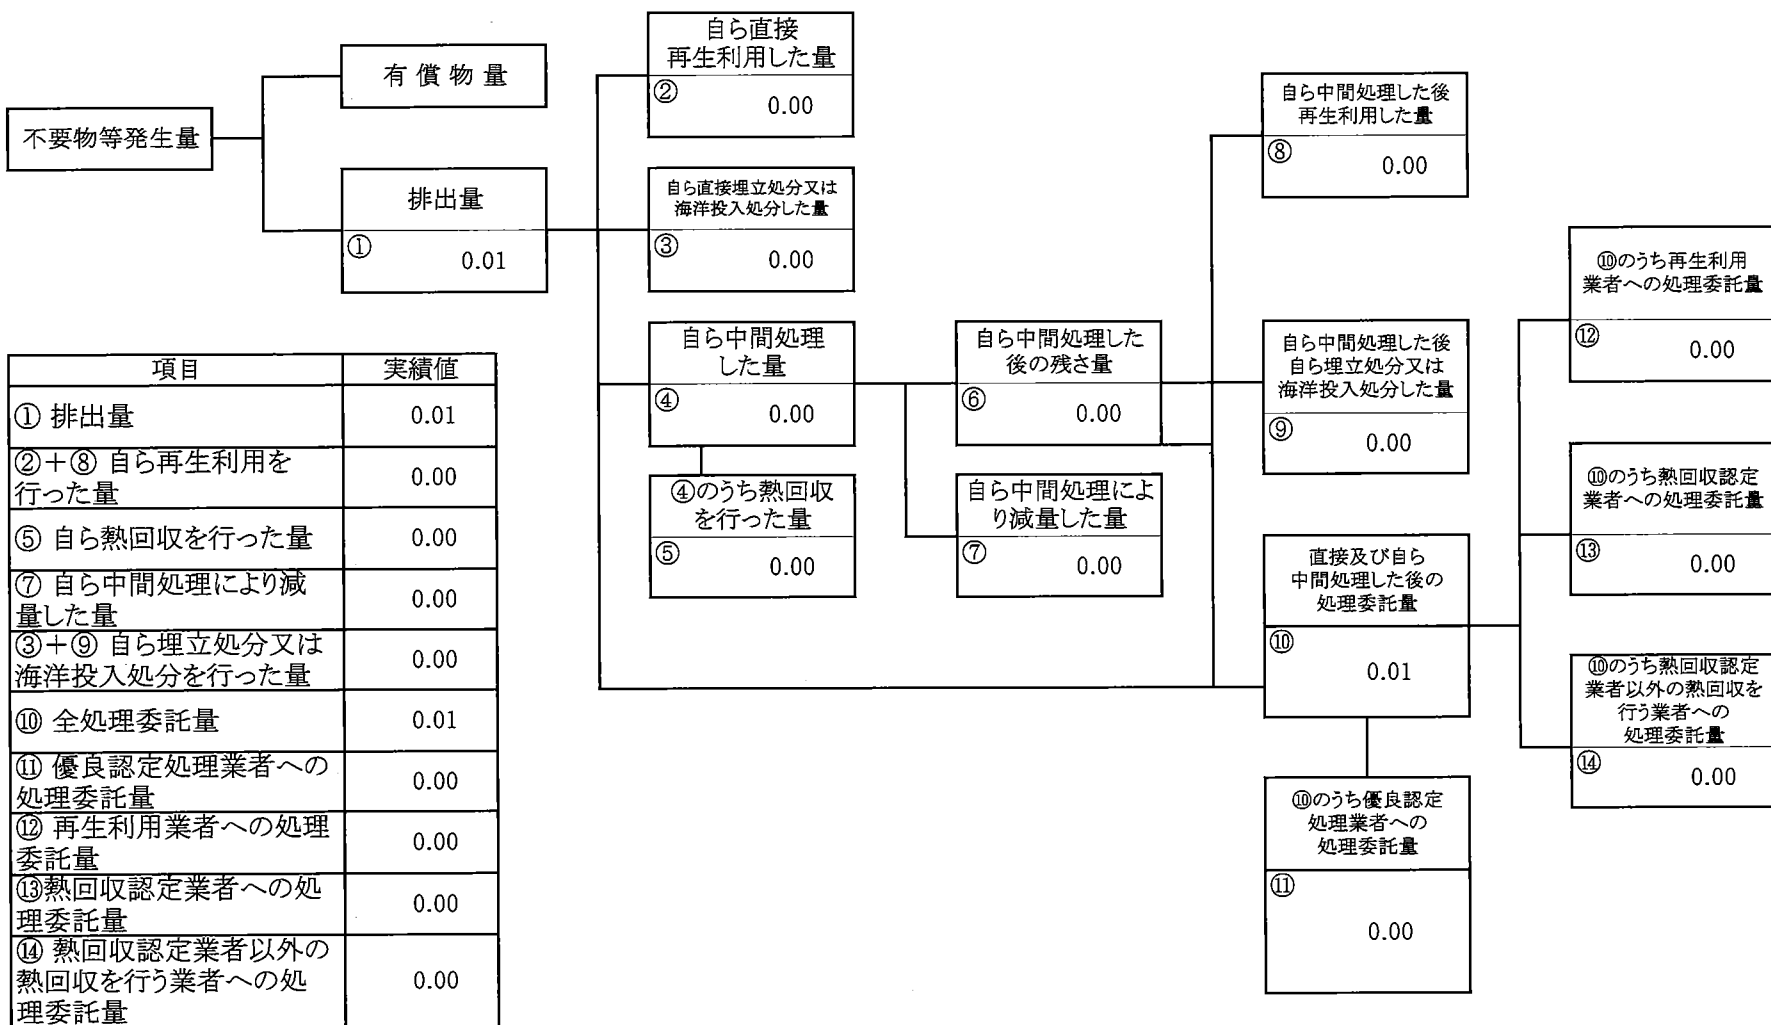 不要物等発生量
有償物量
排出量
① 0.01
自ら直接
再生利用した量
② 0.00
自ら直接埋立処分又は
海洋投入処分した量
③ 0.00
自ら中間処理
した量
④ 0.00
④のうち熱回収
を行った量
⑤ 0.00
自ら中間処理した
後の残さ量
⑥ 0.00
自ら中間処理によ
り減量した量
⑦ 0.00
自ら中間処理した後
再生利用した量
⑧ 0.00
自ら中間処理した後
自ら埋立処分又は
海洋投入処分した量
⑨ 0.00
直接及び自ら
中間処理した後の
処理委託量
⑩ 0.01
⑩のうち優良認定
処理業者への
処理委託量
⑪ 0.00
⑩のうち再生利用
業者への処理委託量
⑫ 0.00
⑩のうち熱回収認定
業者への処理委託量
⑬ 0.00
⑩のうち熱回収認定
業者以外の熱回収を
行う業者への
処理委託量
⑭ 0.00
項目 実績値
① 排出量 0.01
②＋⑧ 自ら再生利用を
行った量 0.00
⑤ 自ら熱回収を行った量 0.00
⑦ 自ら中間処理により減
量した量 0.00
③＋⑨ 自ら埋立処分又は
海洋投入処分を行った量 0.00
⑩ 全処理委託量 0.01
⑪ 優良認定処理業者への
処理委託量 0.00
⑫ 再生利用業者への処理
委託量 0.00
⑬熱回収認定業者への処
理委託量 0.00
⑭ 熱回収認定業者以外の
熱回収を行う業者への処
理委託量 0.00